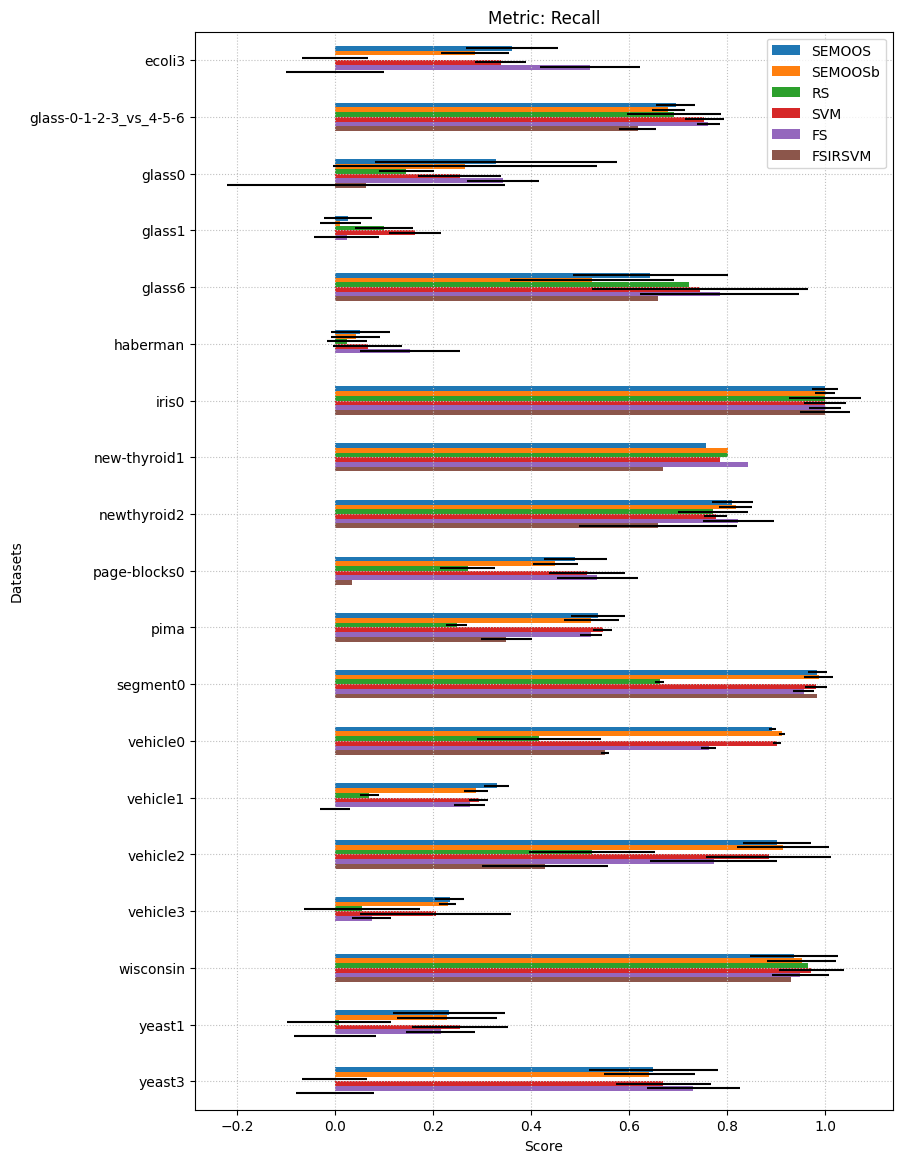 Metric: Recall
SEMOOS
SEMOOSb
RS
SVM
FS
FSIRSVM
Datasets
ecoli3
glass-0-1-2-3_vs_4-5-6
glass0
glass1
glass6
haberman
iris0
new-thyroid1
newthyroid2
page-blocks0
pima
segment0
vehicle0
vehicle1
vehicle2
vehicle3
wisconsin
yeast1
yeast3
−0.2 0.0 0.2 0.4 0.6 0.8 1.0
Score